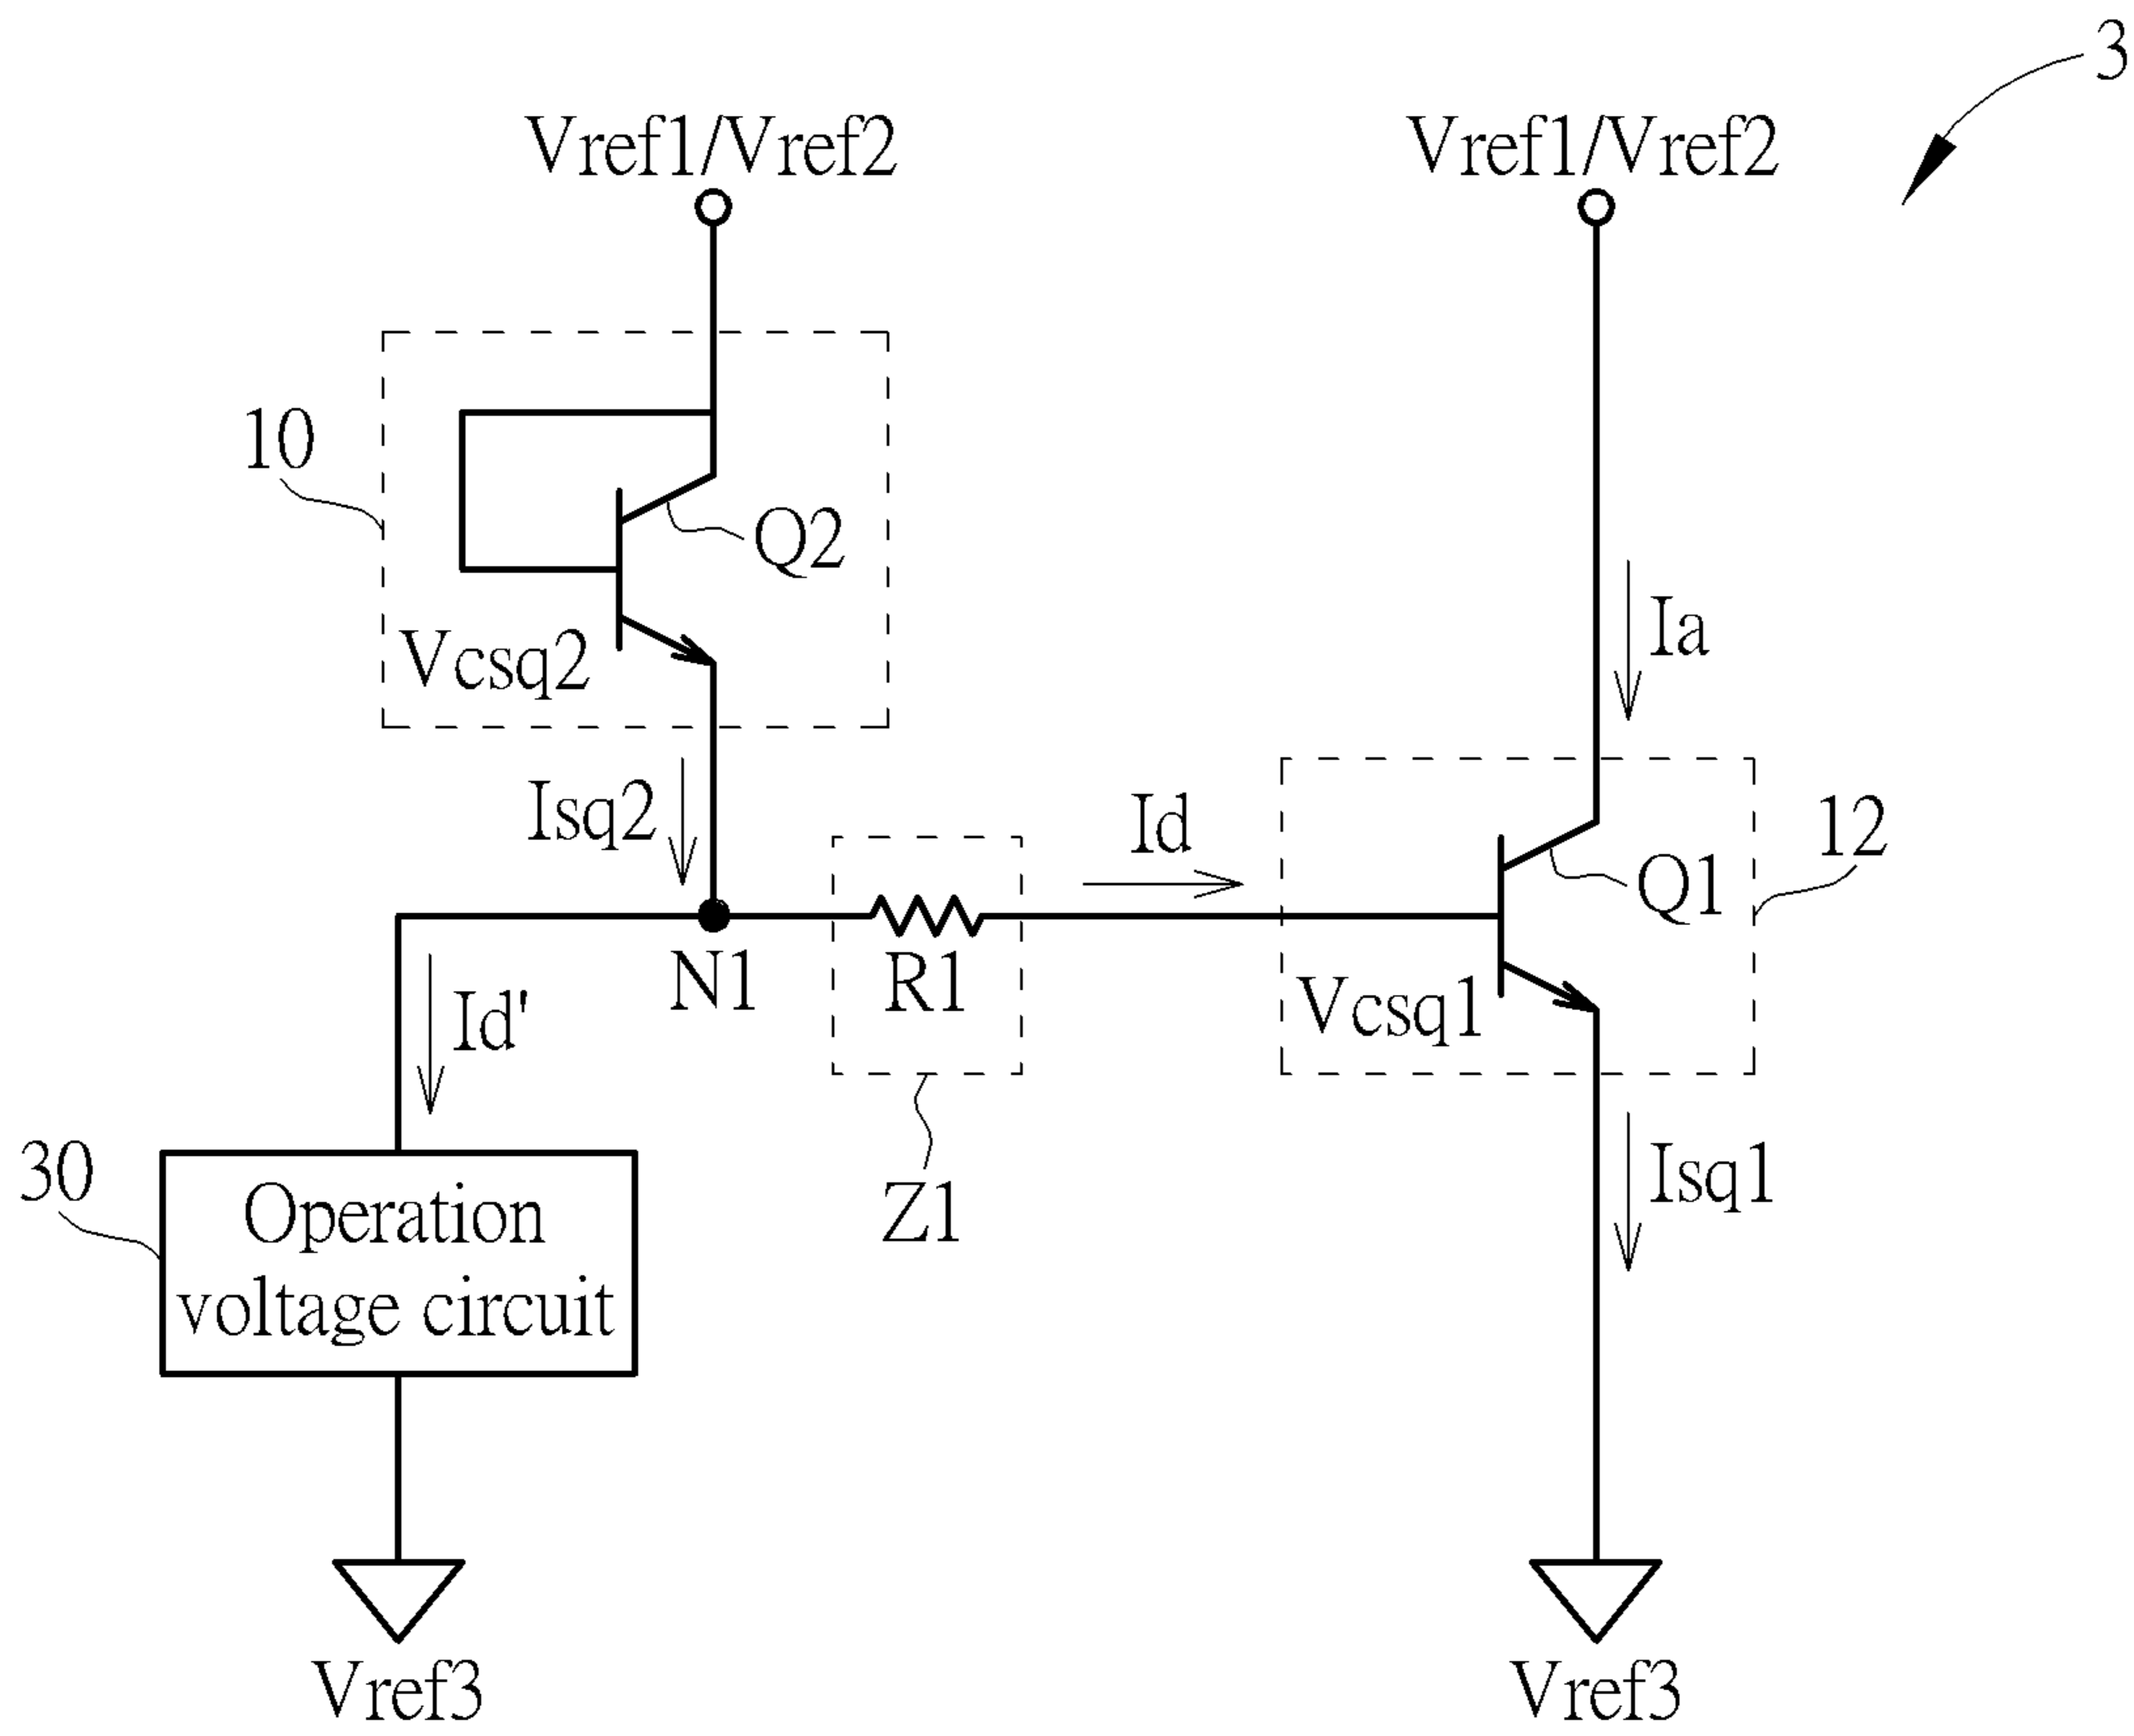 3
Vref1/Vref2
Vref1/Vref2
10
Q2
Vcsq2
Ia
Isq2
Id
12
Q1
N1
R1
Vcsq1
Id'
30
Operation
voltage circuit
Z1
Isq1
Vref3
Vref3